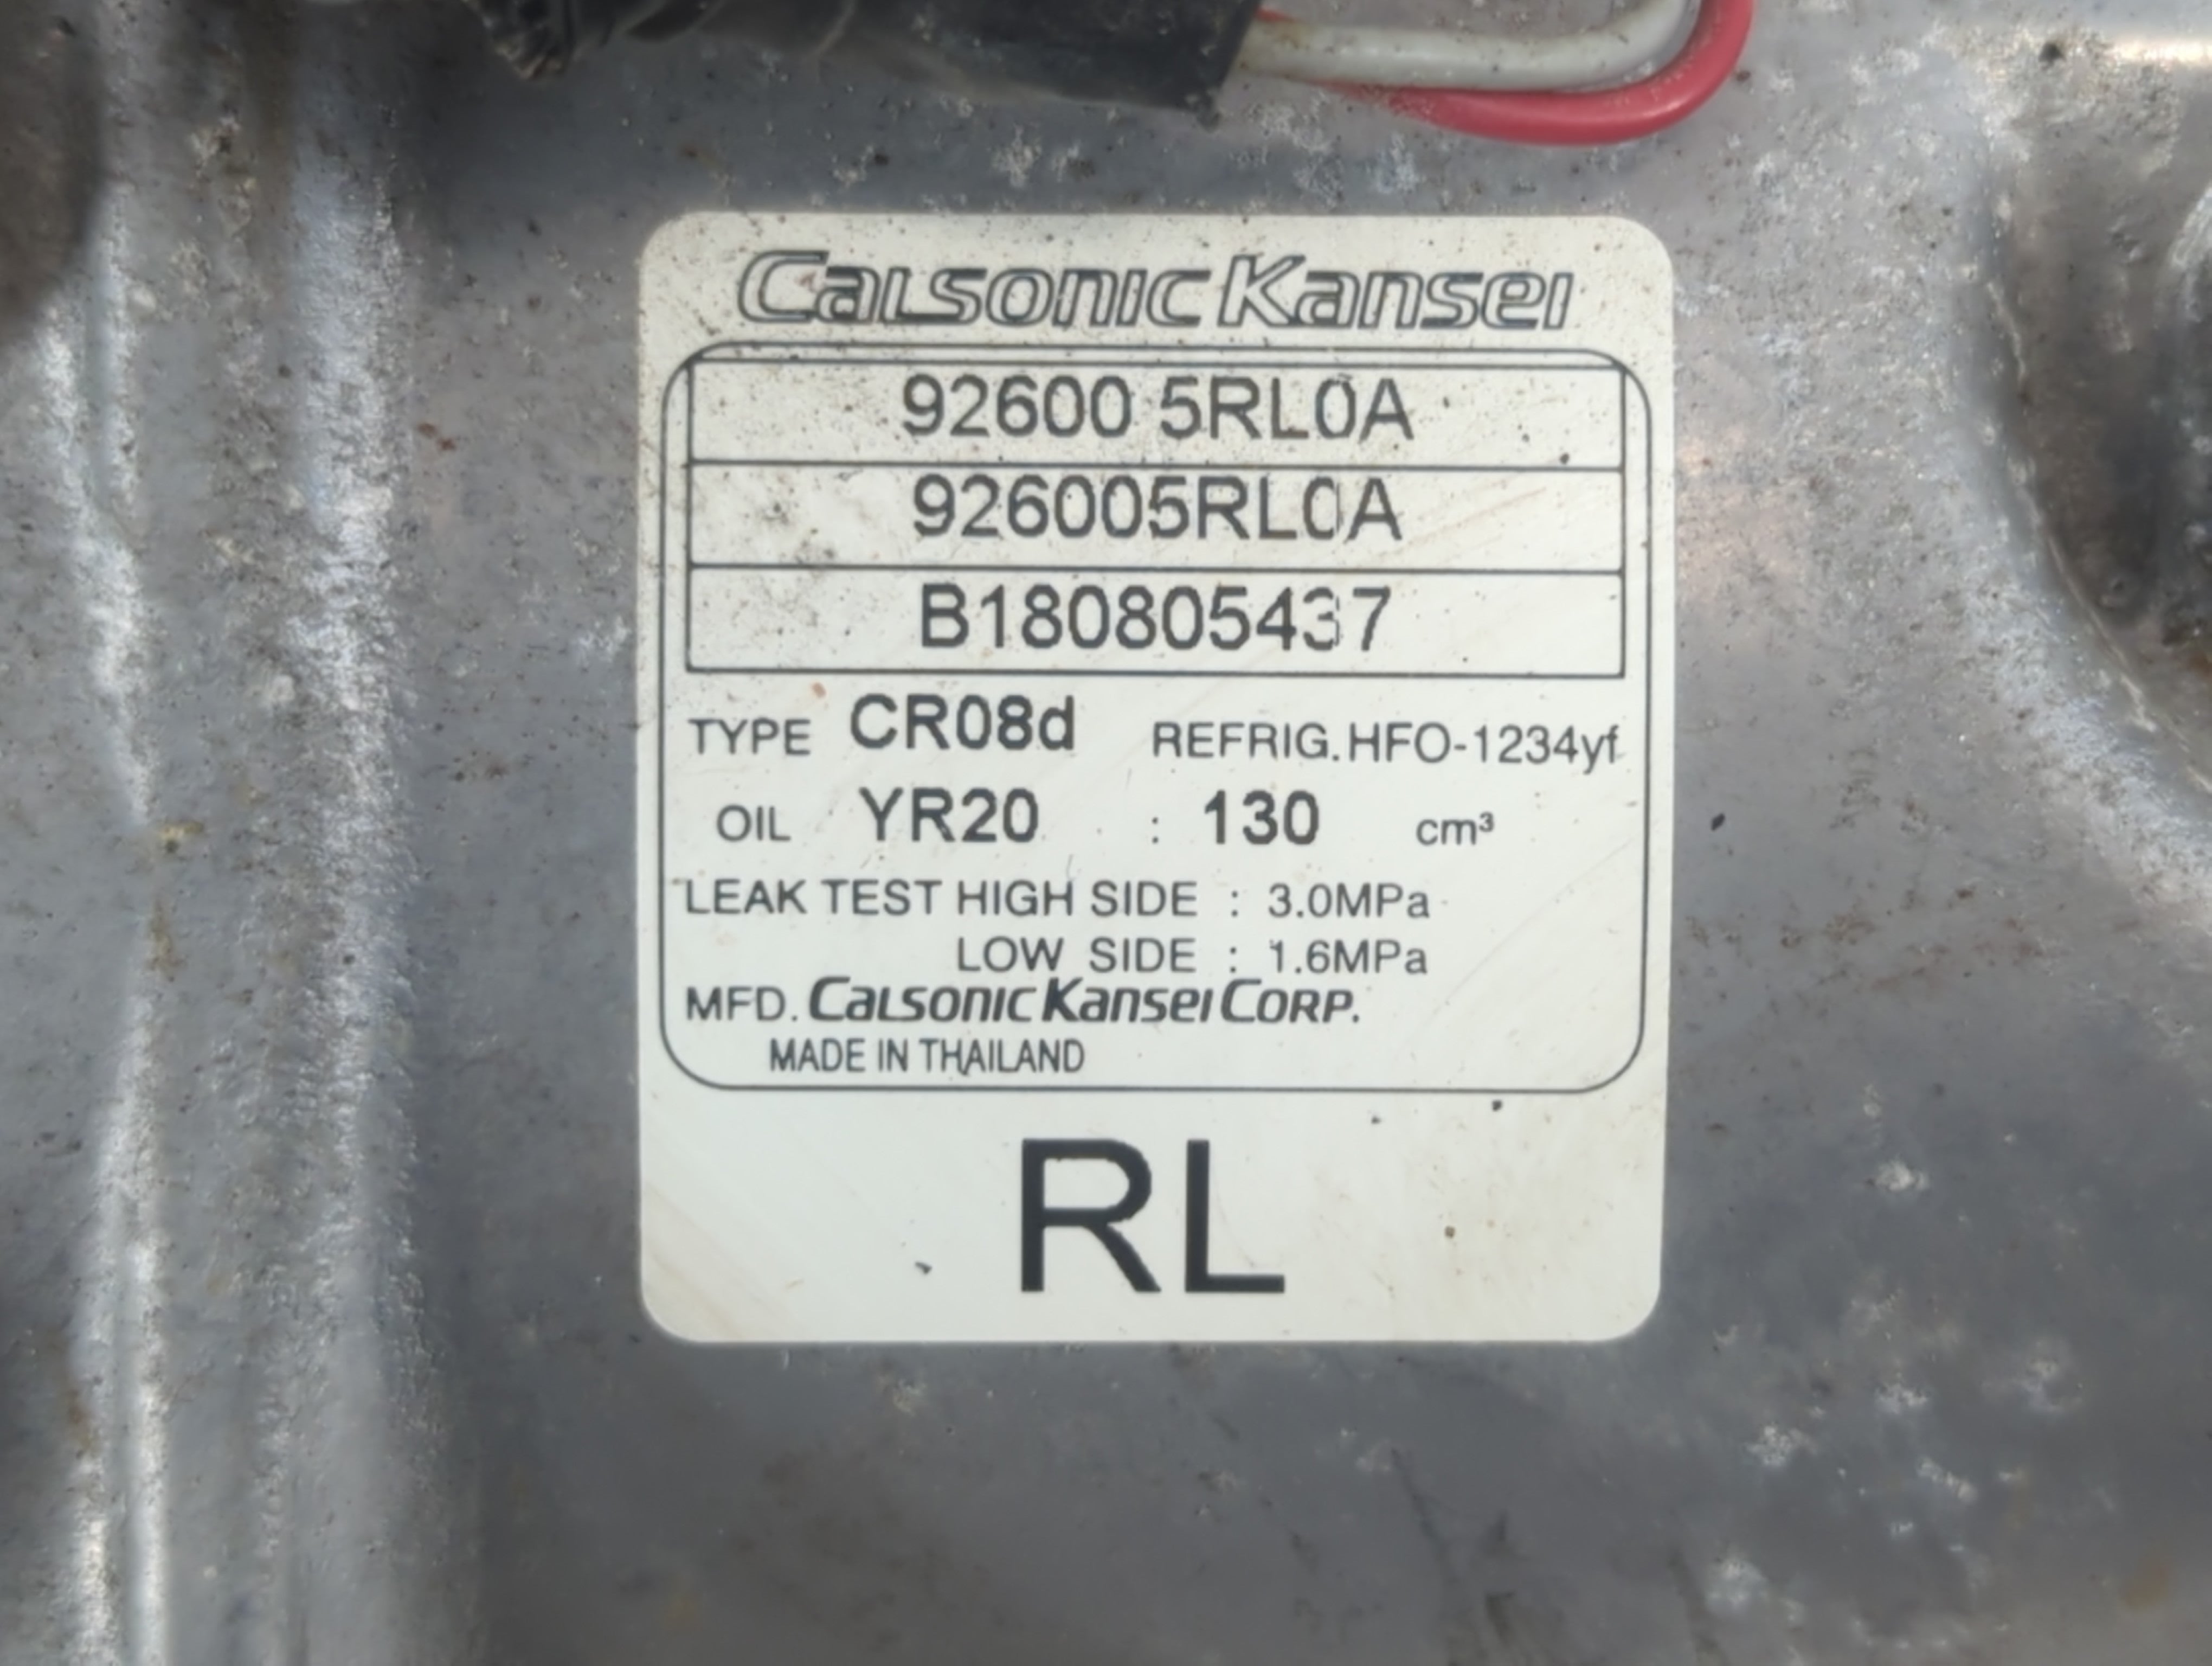 Calsonic Kansei
92600 5RL0A
926005RL0A
B180805437
TYPE CR08d REFRIG. HFO-1234yf
OIL YR20 : 130 cm³
LEAK TEST HIGH SIDE : 3.0MPa
LOW SIDE : 1.6MPa
MFD. Calsonic Kansei Corp.
MADE IN THAILAND
RL